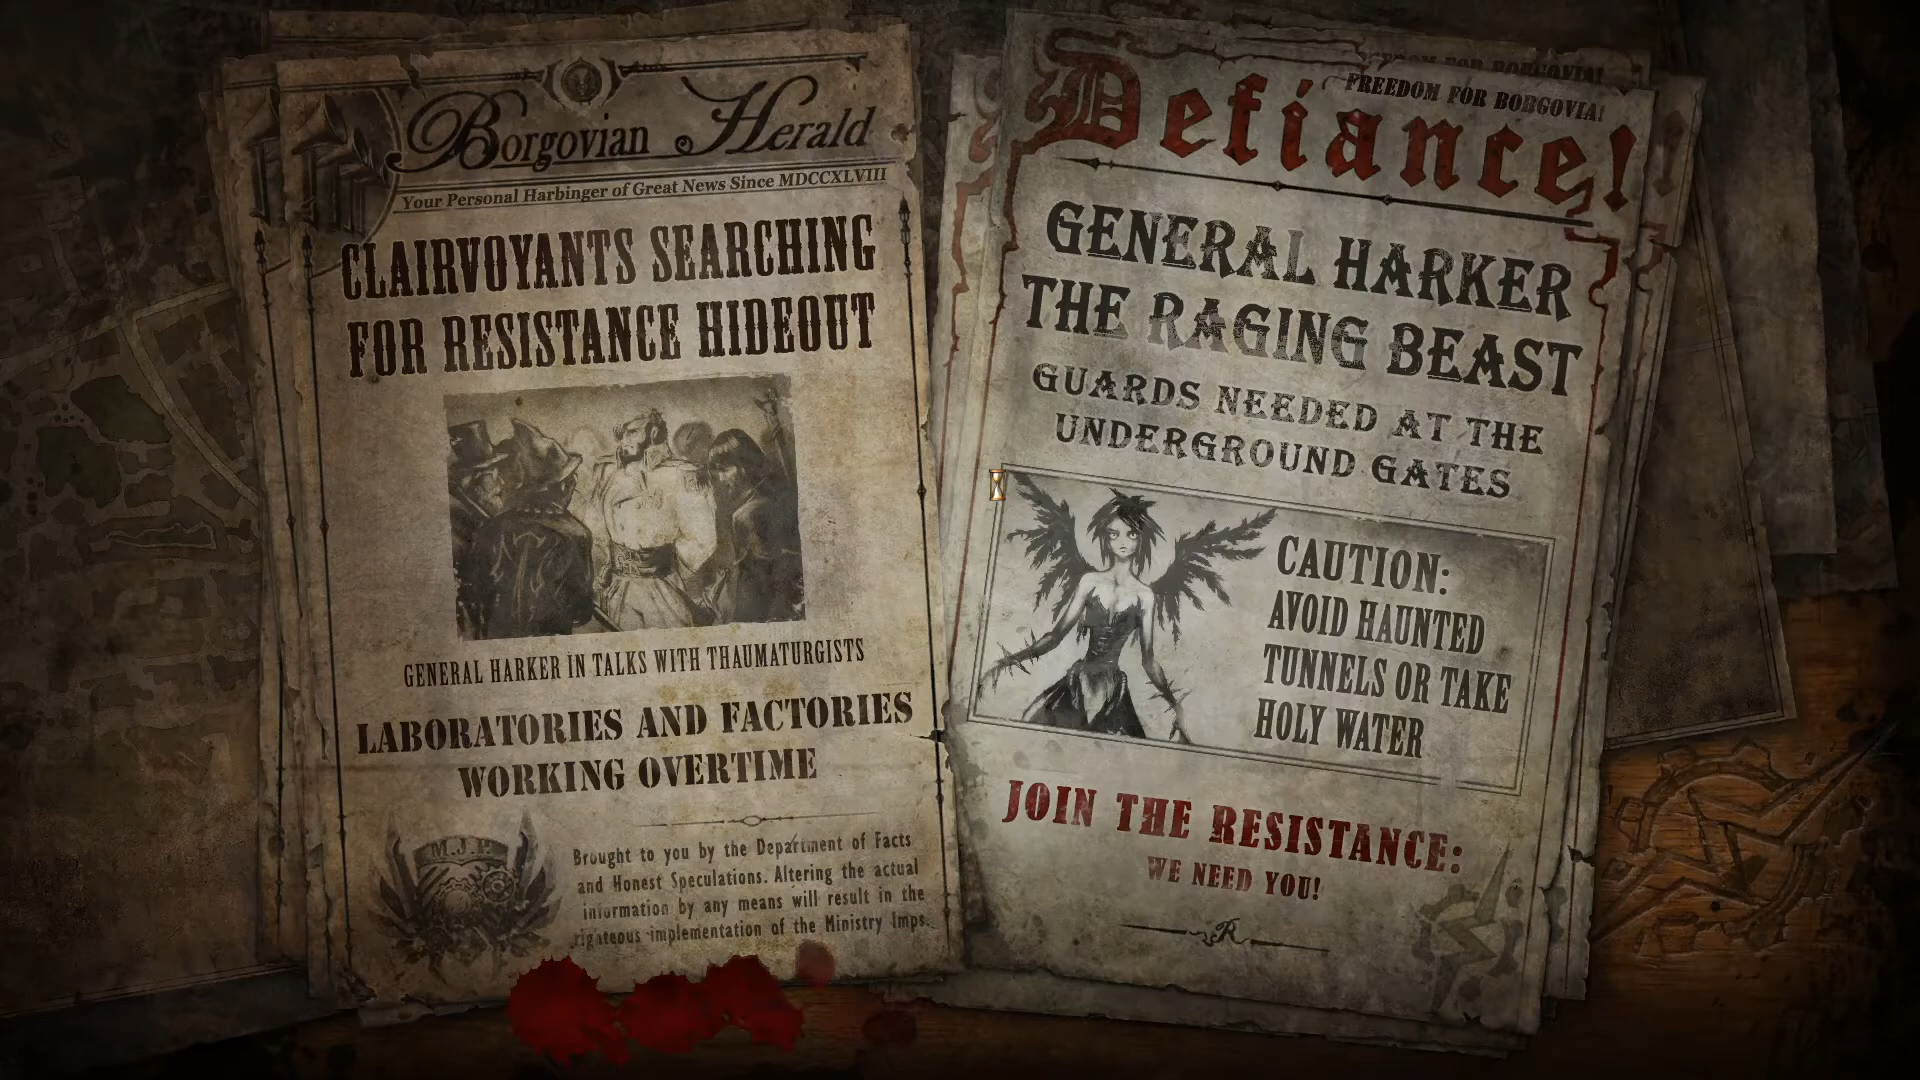 Borgovian Herald
Your Personal Harbinger of Great News Since MDCCXLVIII
CLAIRVOYANTS SEARCHING
FOR RESISTANCE HIDEOUT
GENERAL HARKER IN TALKS WITH THAUMATURGISTS
LABORATORIES AND FACTORIES
WORKING OVERTIME
M.J.P.
Brought to you by the Department of Facts
and Honest Speculations. Altering the actual
information by any means will result in the
righteous implementation of the Ministry Imps.
FREEDOM FOR BORGOVIA!
FREEDOM FOR BORGOVIA!
Defiance!
GENERAL HARKER
THE RAGING BEAST
GUARDS NEEDED AT THE
UNDERGROUND GATES
CAUTION:
AVOID HAUNTED
TUNNELS OR TAKE
HOLY WATER
JOIN THE RESISTANCE:
WE NEED YOU!
R